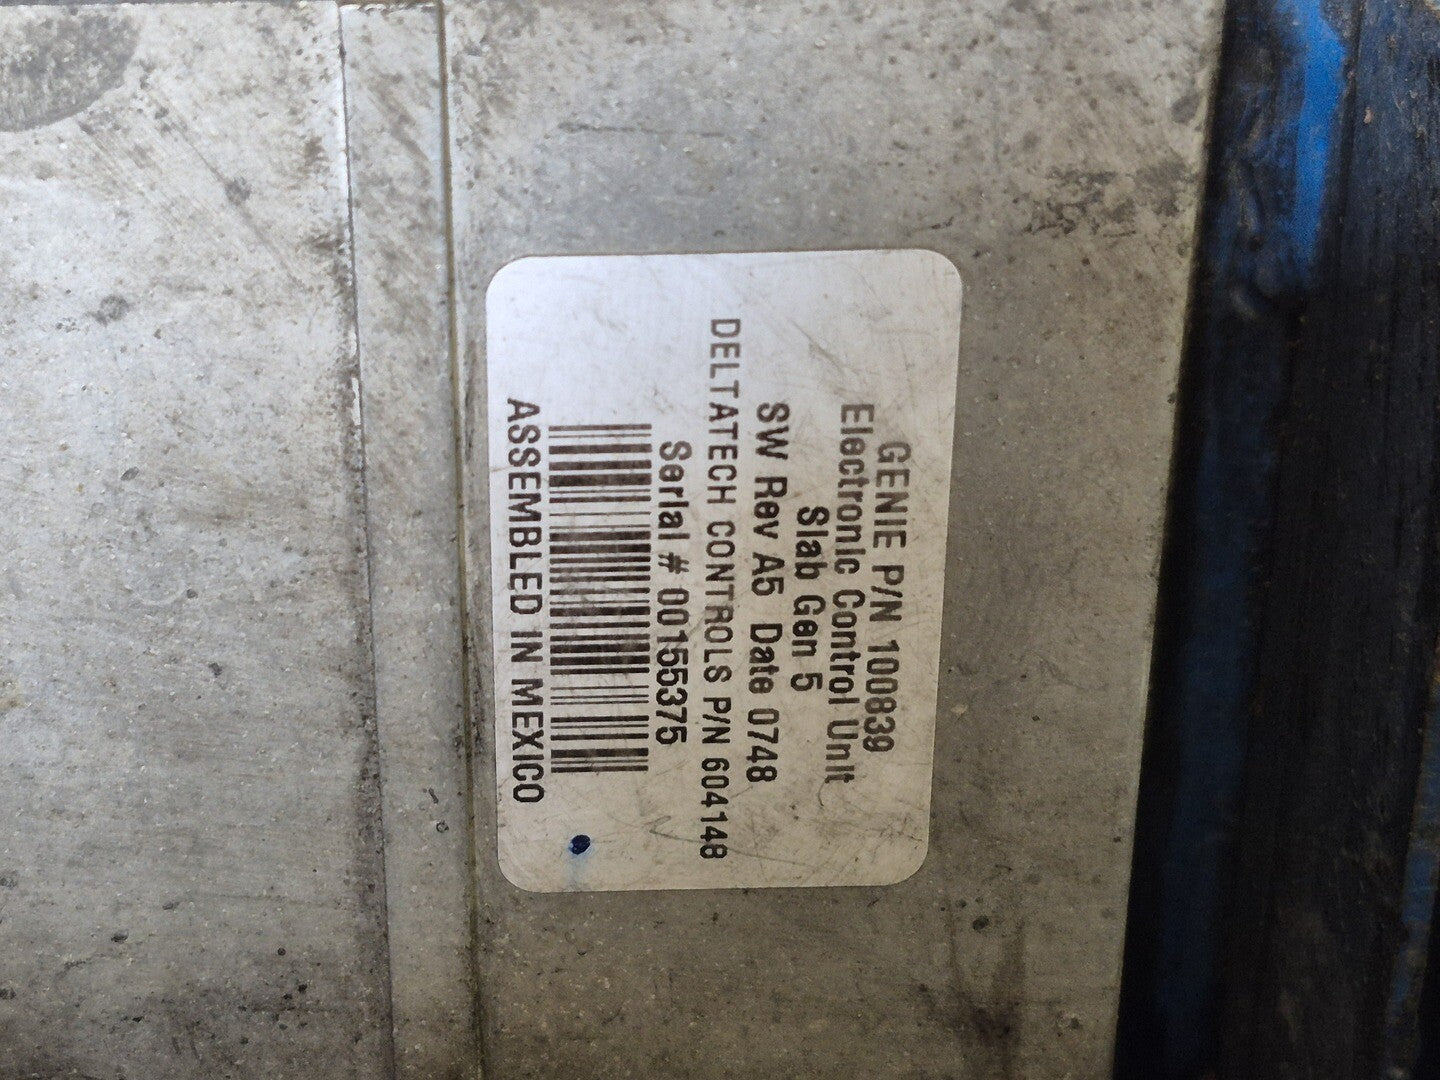 GENIE P/N 100839
Electronic Control Unit
Slab Gen 5
SW Rev A5 Date 0748
DELTATECH CONTROLS P/N 604148
Serial # 00155375
ASSEMBLED IN MEXICO